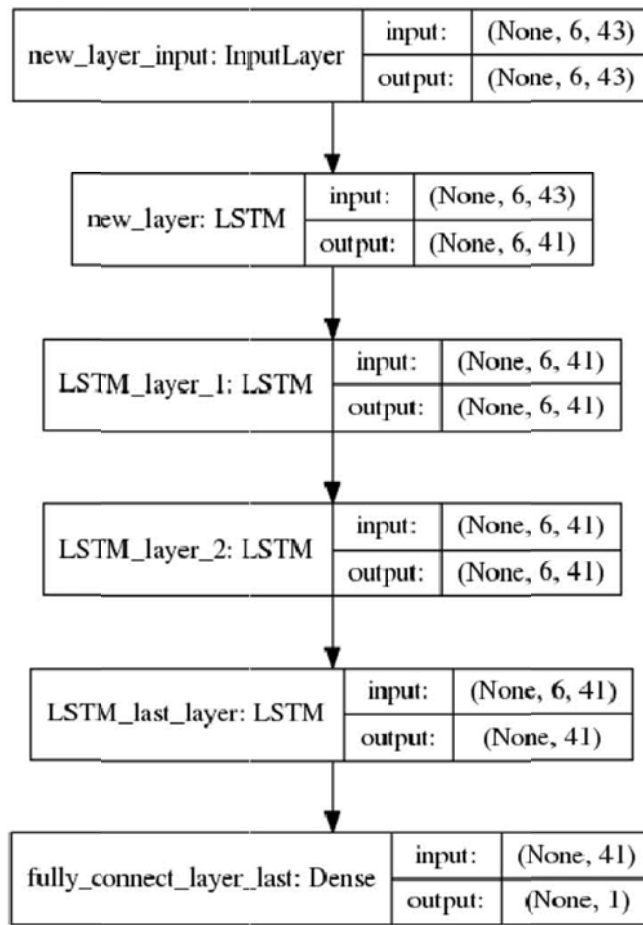 new_layer_input: InputLayer
input:
(None, 6, 43)
output:
(None, 6, 43)
new_layer: LSTM
input:
(None, 6, 43)
output:
(None, 6, 41)
LSTM_layer_1: LSTM
input:
(None, 6, 41)
output:
(None, 6, 41)
LSTM_layer_2: LSTM
input:
(None, 6, 41)
output:
(None, 6, 41)
LSTM_last_layer: LSTM
input:
(None, 6, 41)
output:
(None, 41)
fully_connect_layer_last: Dense
input:
(None, 41)
output:
(None, 1)